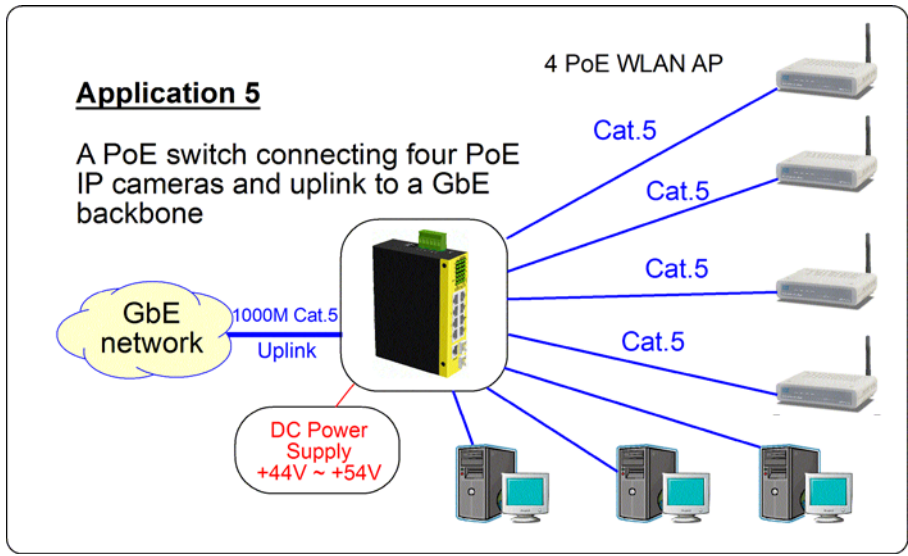 Application 5
4 PoE WLAN AP
A PoE switch connecting four PoE
IP cameras and uplink to a GbE
backbone
Cat.5
Cat.5
Cat.5
Cat.5
GbE
network
1000M Cat.5
Uplink
DC Power
Supply
+44V ~ +54V